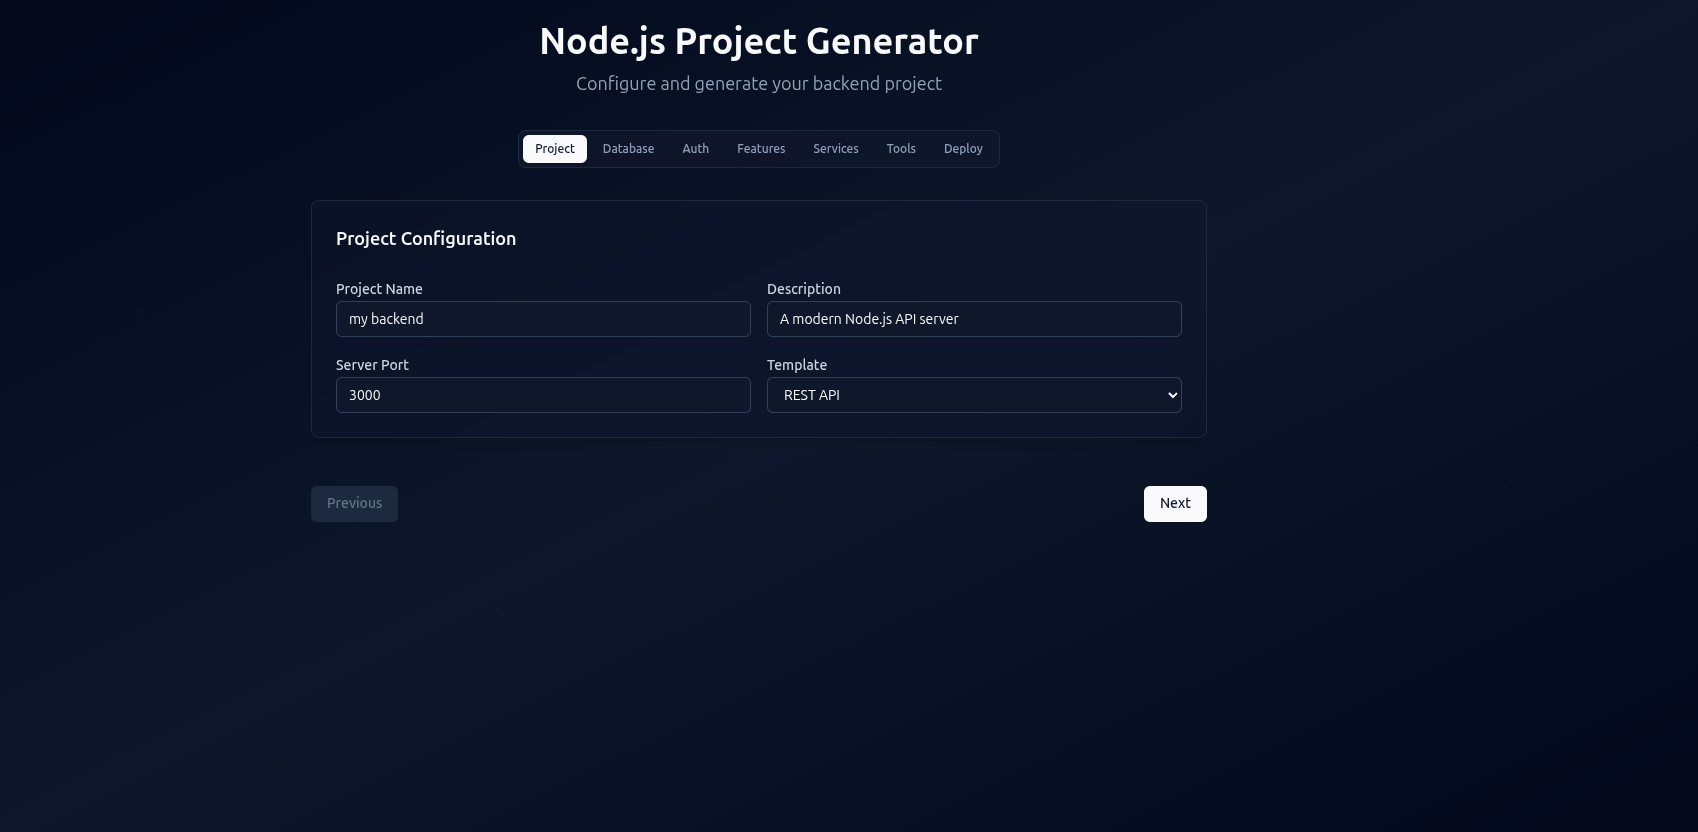 Node.js Project Generator
Configure and generate your backend project
Project Database Auth Features Services Tools Deploy
Project Configuration
Project Name Description
my backend A modern Node.js API server
Server Port Template
3000 REST API
Previous Next